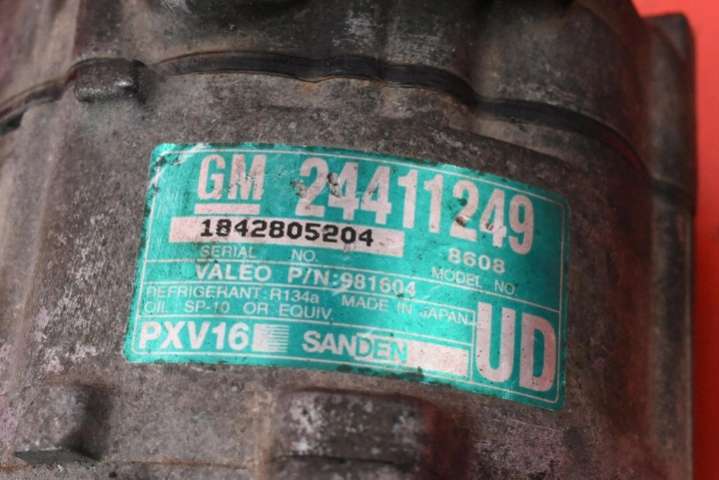 GM 24411249
1842805204
SERIAL NO. 8608
VALEO P/N:981604 MODEL NO
REFRIGERANT:R134a MADE IN JAPAN
OIL SP-10 OR EQUIV.
PXV16 SANDEN UD